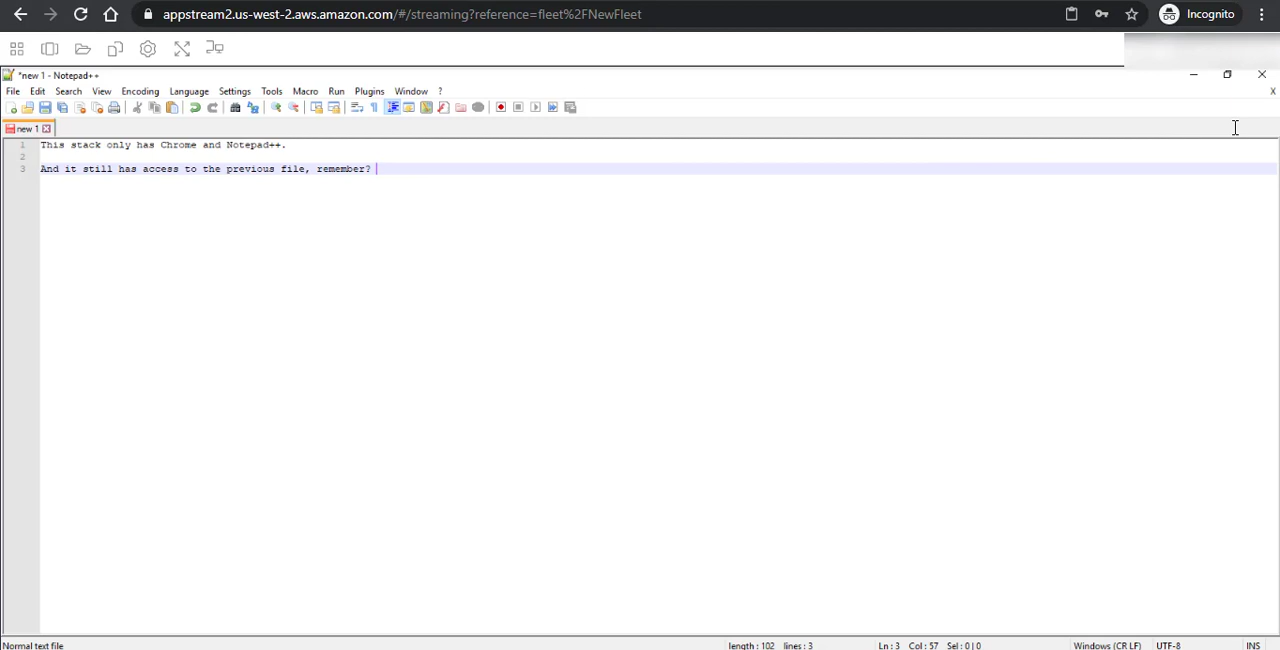 appstream2.us-west-2.aws.amazon.com/#/streaming?reference=fleet%2FNewFleet Incognito
*new 1 - Notepad++
File Edit Search View Encoding Language Settings Tools Macro Run Plugins Window ? X
new 1
1 This stack only has Chrome and Notepad++.
2
3 And it still has access to the previous file, remember?
Normal text file length : 102 lines : 3 Ln : 3 Col : 57 Sel : 0 | 0 Windows (CR LF) UTF-8 INS